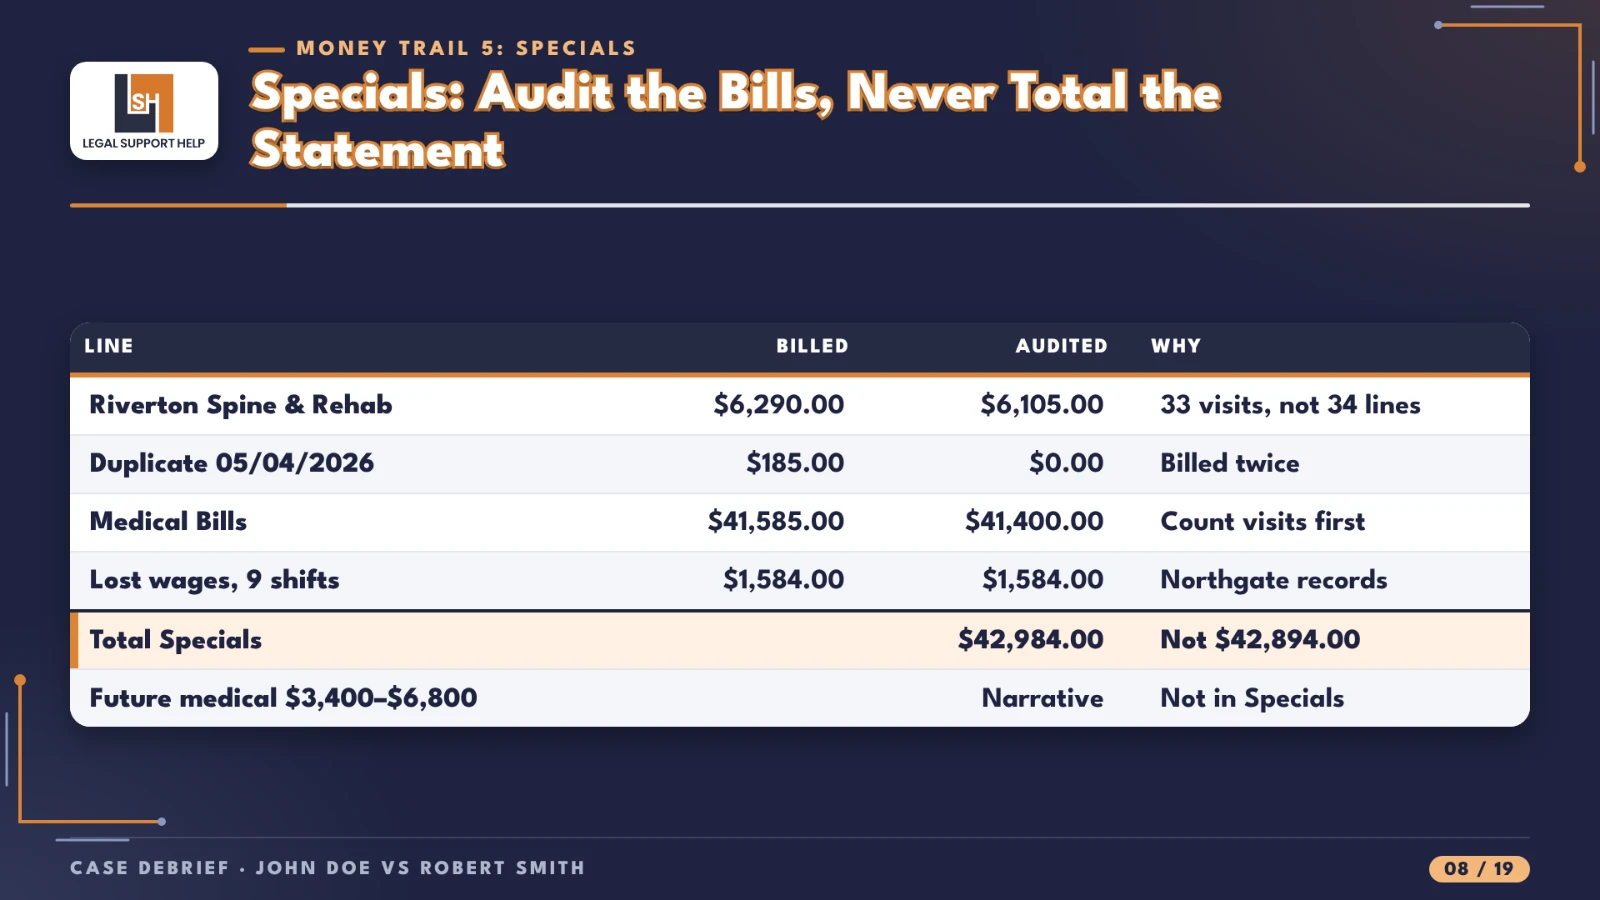 MONEY TRAIL 5: SPECIALS
Specials: Audit the Bills, Never Total the
Statement
LSH
LEGAL SUPPORT HELP
LINE BILLED AUDITED WHY
Riverton Spine & Rehab $6,290.00 $6,105.00 33 visits, not 34 lines
Duplicate 05/04/2026 $185.00 $0.00 Billed twice
Medical Bills $41,585.00 $41,400.00 Count visits first
Lost wages, 9 shifts $1,584.00 $1,584.00 Northgate records
Total Specials $42,984.00 Not $42,894.00
Future medical $3,400–$6,800 Narrative Not in Specials
CASE DEBRIEF · JOHN DOE VS ROBERT SMITH
08 / 19